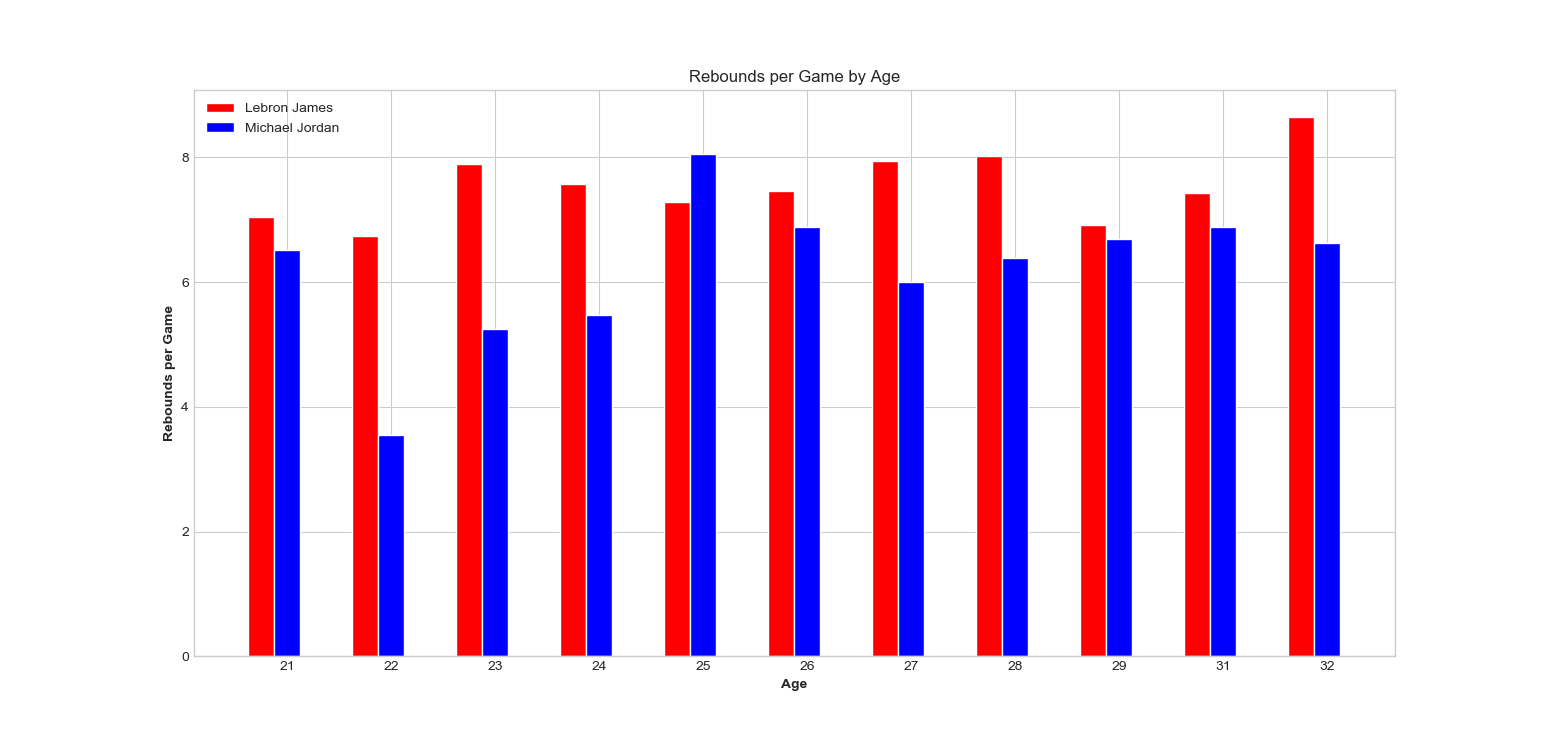 Rebounds per Game by Age
Lebron James
Michael Jordan
8
6
4
2
0
Rebounds per Game
21 22 23 24 25 26 27 28 29 31 32
Age